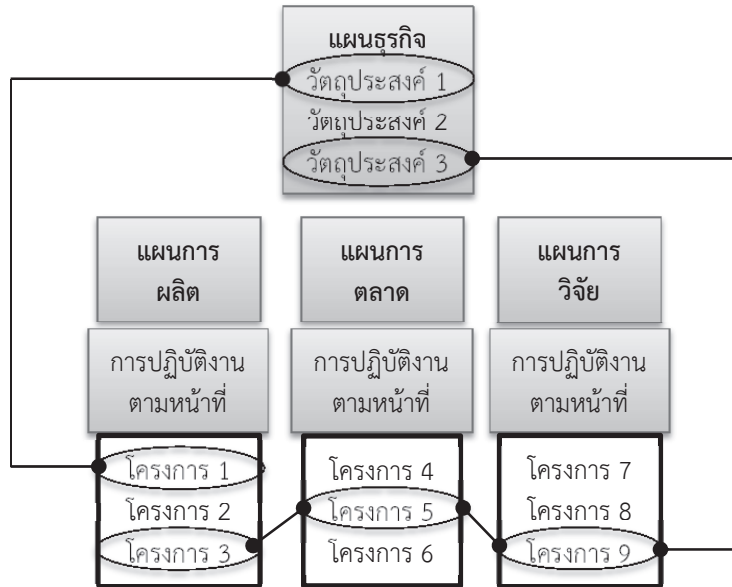 แผนธุรกิจ
วัตถุประสงค์ 1
วัตถุประสงค์ 2
วัตถุประสงค์ 3
แผนการ
ผลิต
การปฏิบัติงาน
ตามหน้าที่
โครงการ 1
โครงการ 2
โครงการ 3
แผนการ
ตลาด
การปฏิบัติงาน
ตามหน้าที่
โครงการ 4
โครงการ 5
โครงการ 6
แผนการ
วิจัย
การปฏิบัติงาน
ตามหน้าที่
โครงการ 7
โครงการ 8
โครงการ 9